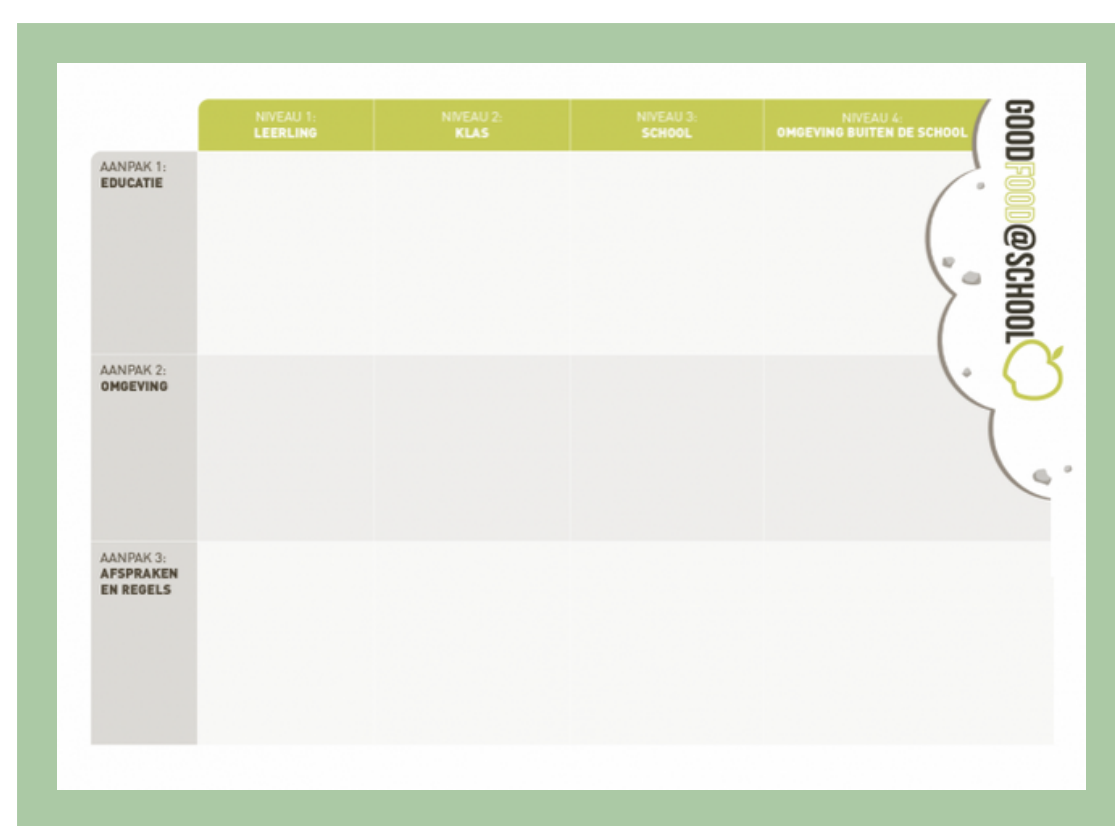 NIVEAU 1:
LEERLING
NIVEAU 2:
KLAS
NIVEAU 3:
SCHOOL
NIVEAU 4:
OMGEVING BUITEN DE SCHOOL
GOODFOOD@SCHOOL
AANPAK 1:
EDUCATIE
AANPAK 2:
OMGEVING
AANPAK 3:
AFSPRAKEN
EN REGELS